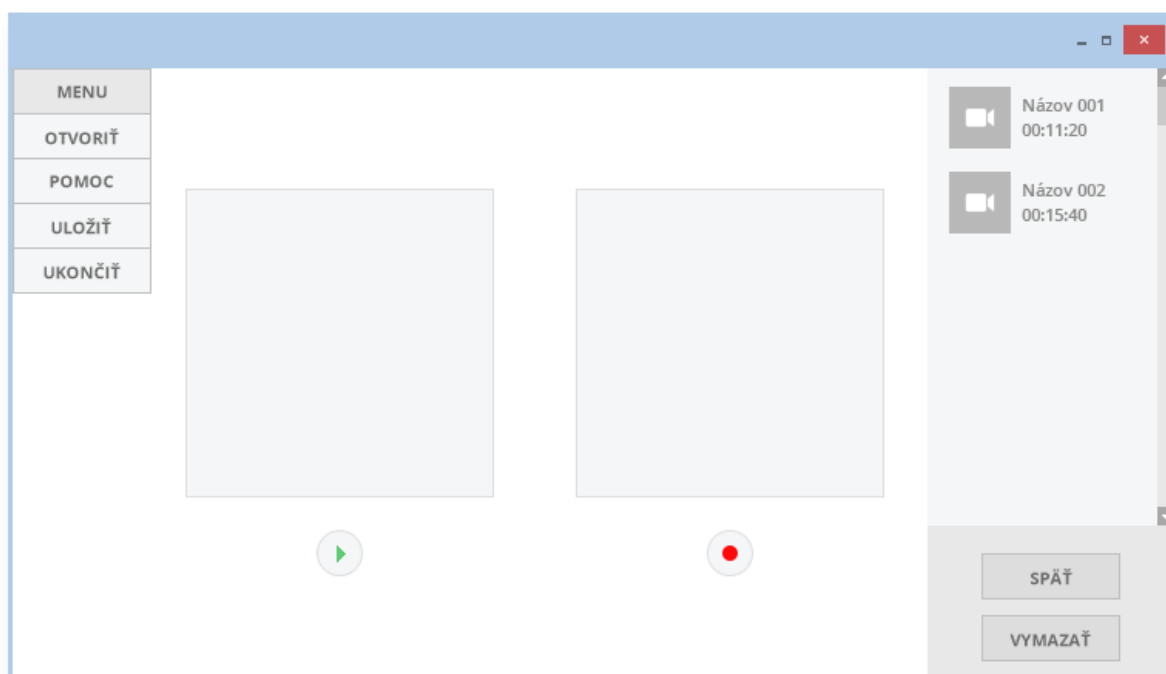 MENU
OTVORIŤ
POMOC
ULOŽIŤ
UKONČIŤ
Názov 001
00:11:20
Názov 002
00:15:40
SPÄŤ
VYMAZAŤ